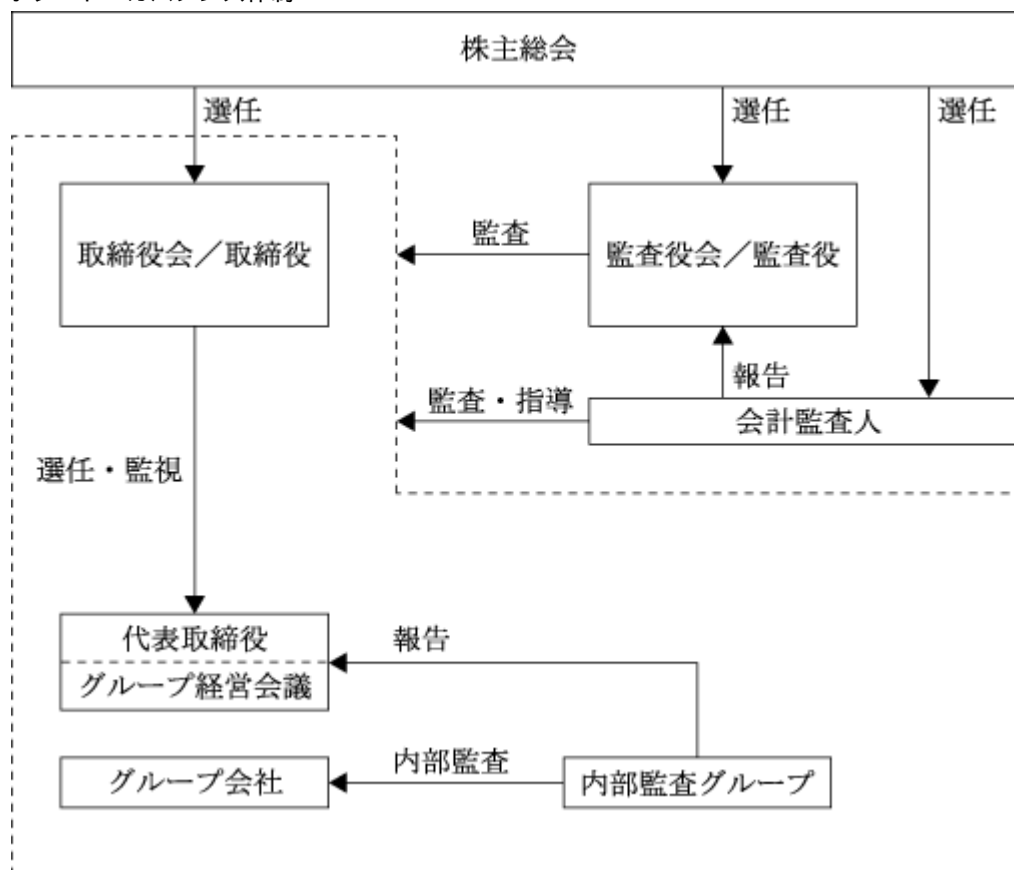 株主総会
選任
選任
選任
取締役会／取締役
監査
監査役会／監査役
報告
監査・指導
会計監査人
選任・監視
代表取締役
報告
グループ経営会議
グループ会社
内部監査
内部監査グループ